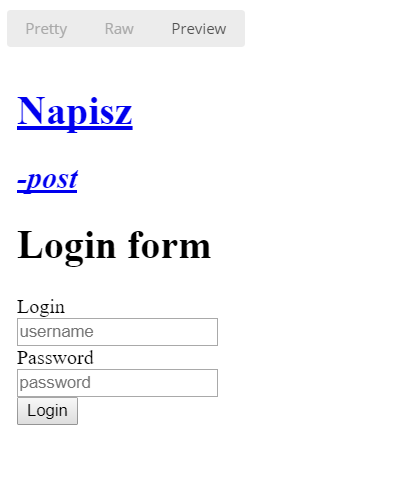 Pretty Raw Preview
Napisz
-post
Login form
Login
username
Password
password
Login